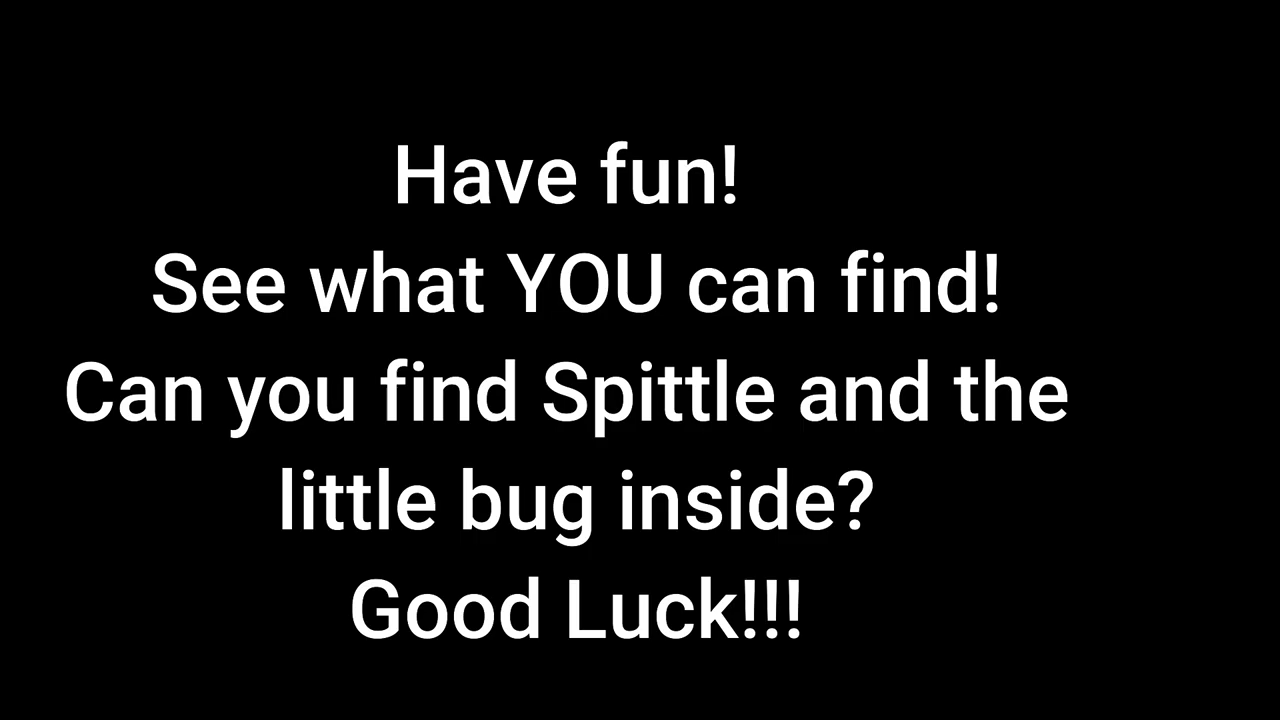 Have fun!
See what YOU can find!
Can you find Spittle and the
little bug inside?
Good Luck!!!